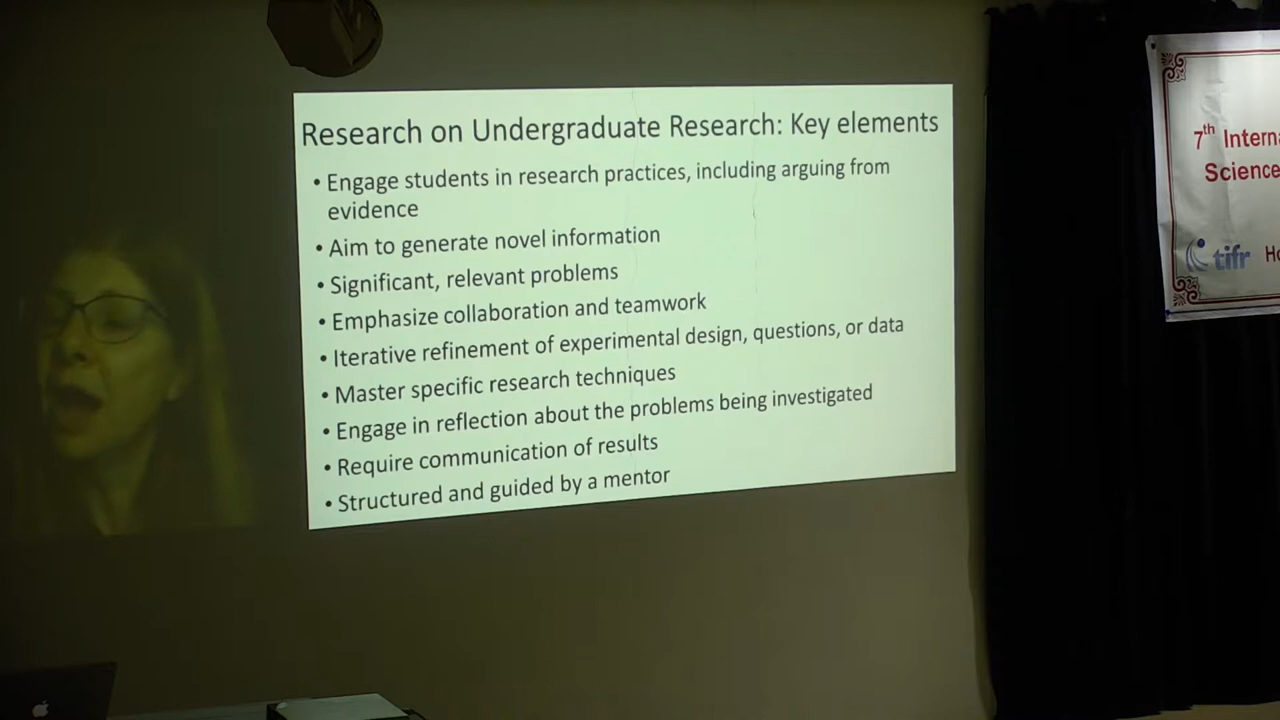 Research on Undergraduate Research: Key elements
• Engage students in research practices, including arguing from
evidence
• Aim to generate novel information
• Significant, relevant problems
• Emphasize collaboration and teamwork
• Iterative refinement of experimental design, questions, or data
• Master specific research techniques
• Engage in reflection about the problems being investigated
• Require communication of results
• Structured and guided by a mentor
7th Interna
Science
tifr Ho